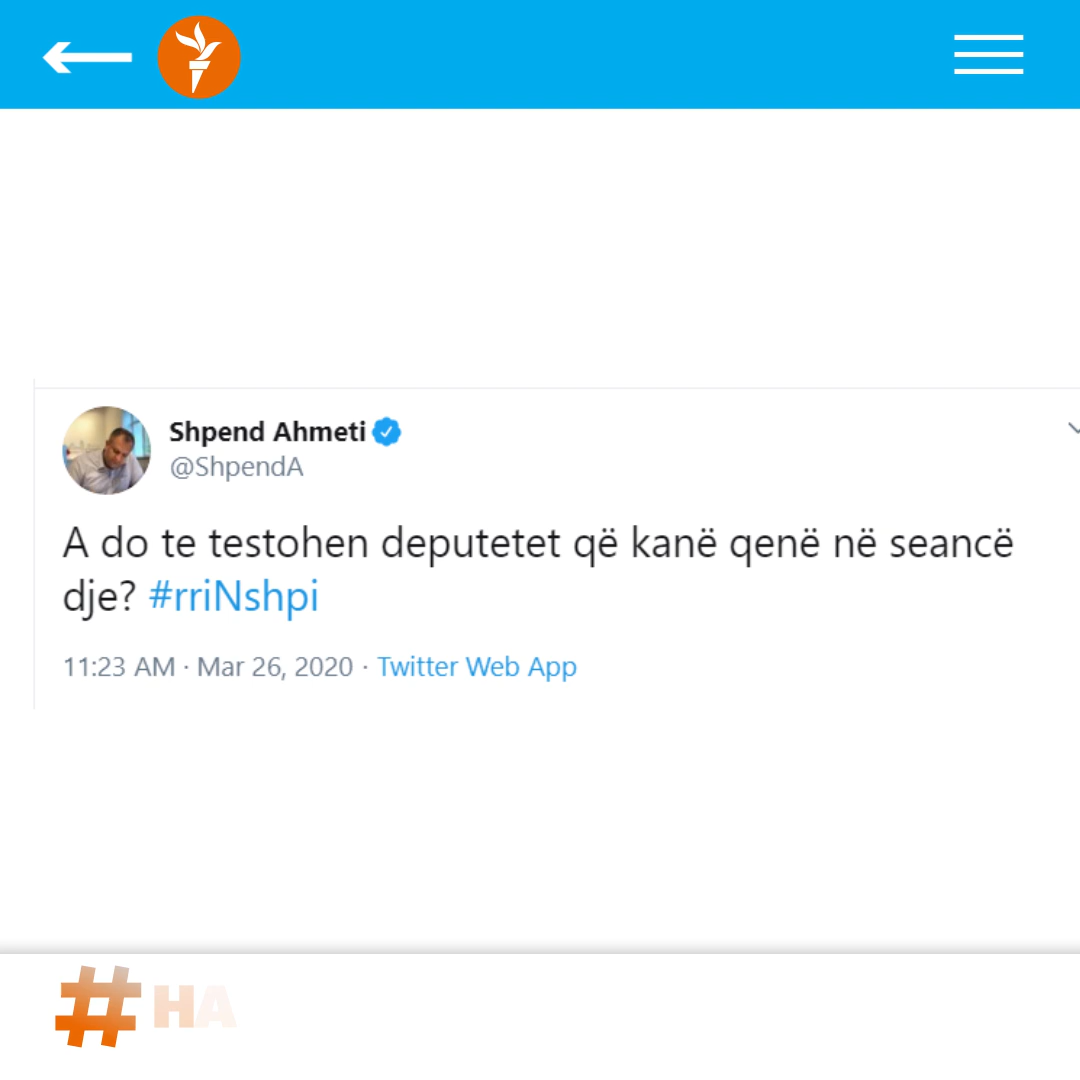 Shpend Ahmeti
@ShpendA
A do te testohen deputetet që kanë qenë në seancë
dje? #rriNshpi
11:23 AM · Mar 26, 2020 · Twitter Web App
#HA